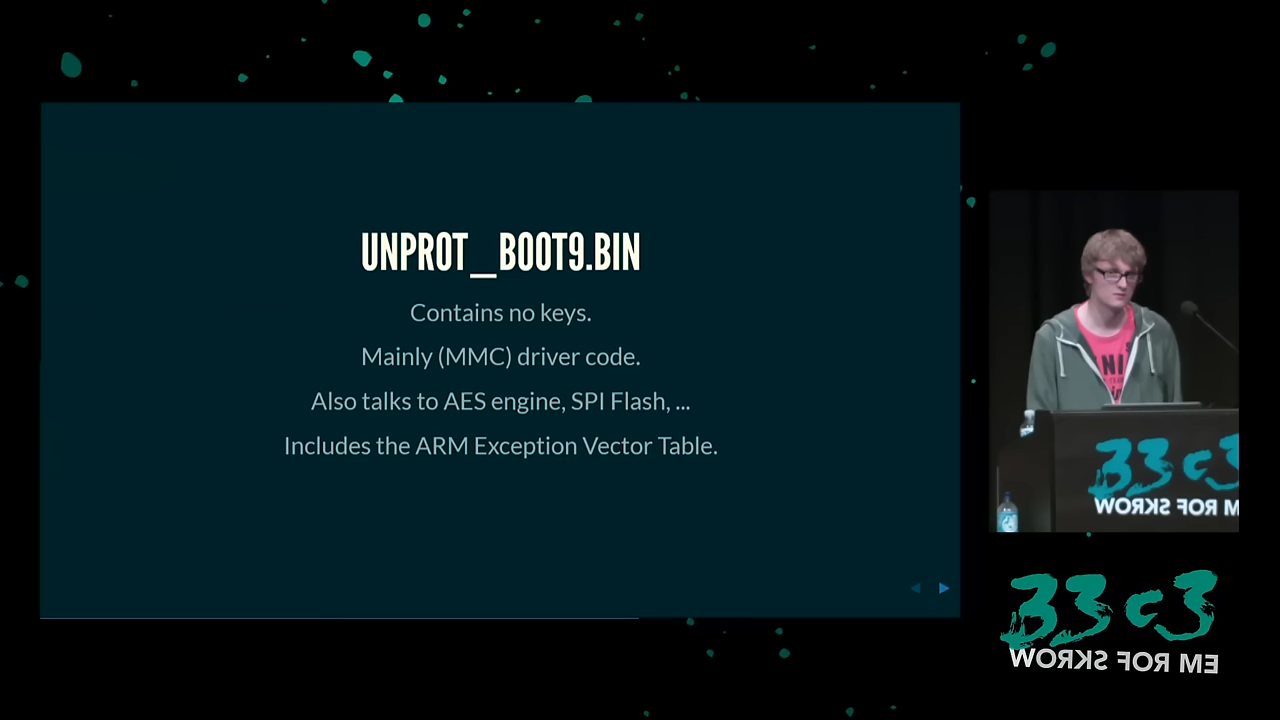 UNPROT_BOOT9.BIN
Contains no keys.
Mainly (MMC) driver code.
Also talks to AES engine, SPI Flash, ...
Includes the ARM Exception Vector Table.
33c3
WORKS FOR M
33c3
WORKS FOR ME